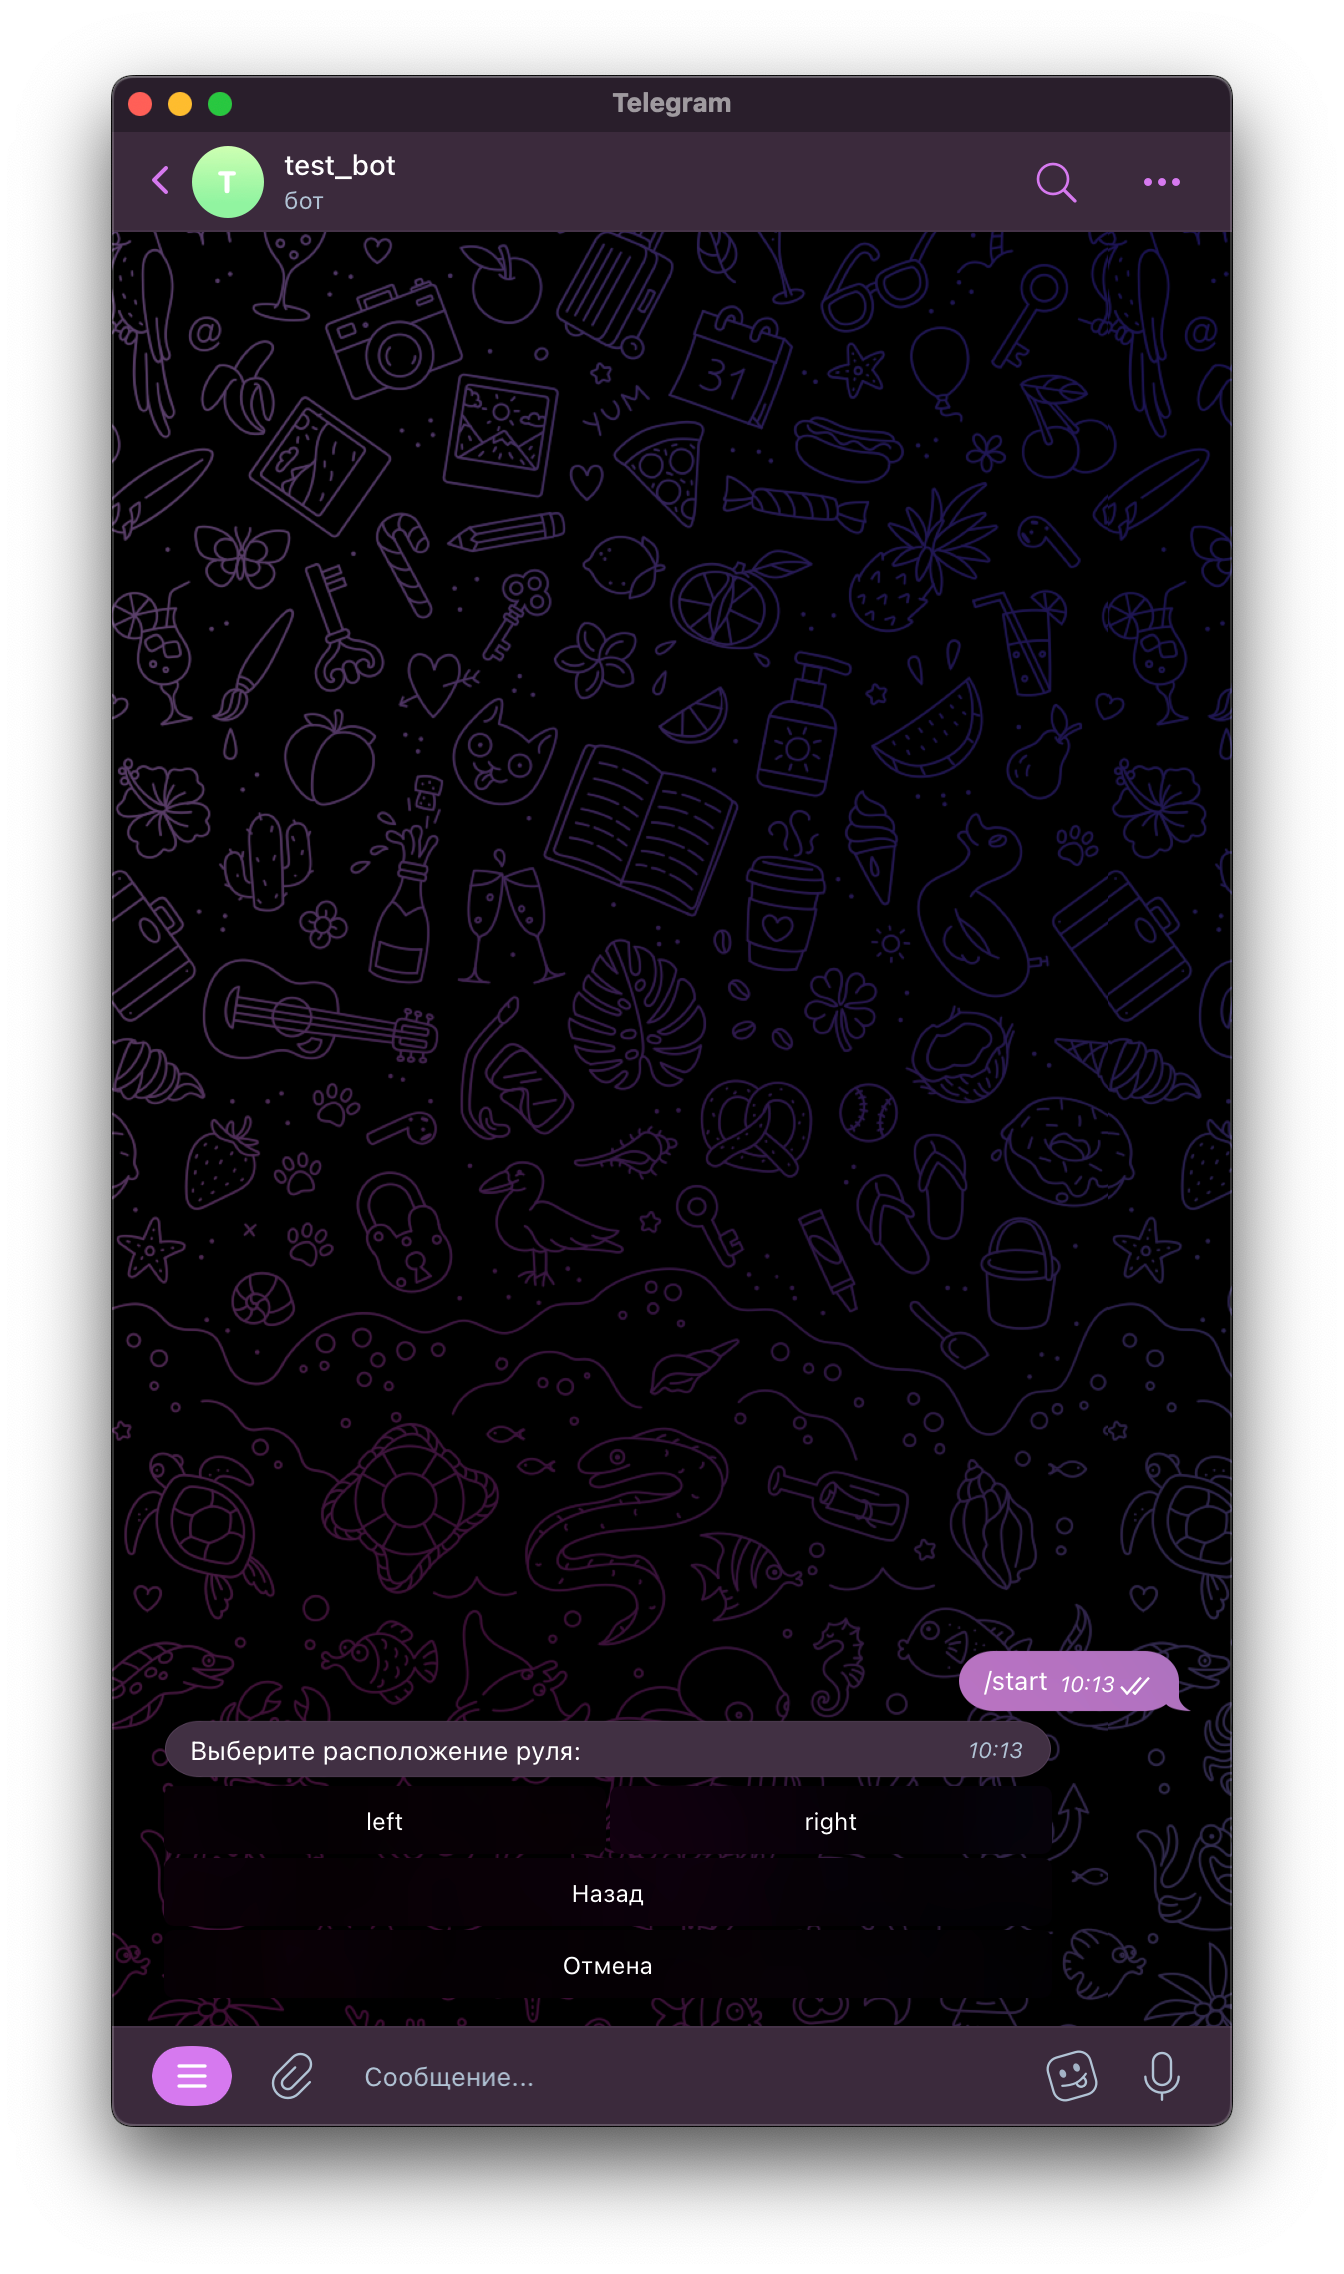 Telegram
T
test_bot
бот
@
@
31
YUM
/start 10:13
Выберите расположение руля: 10:13
left right
Назад
Отмена
Сообщение...